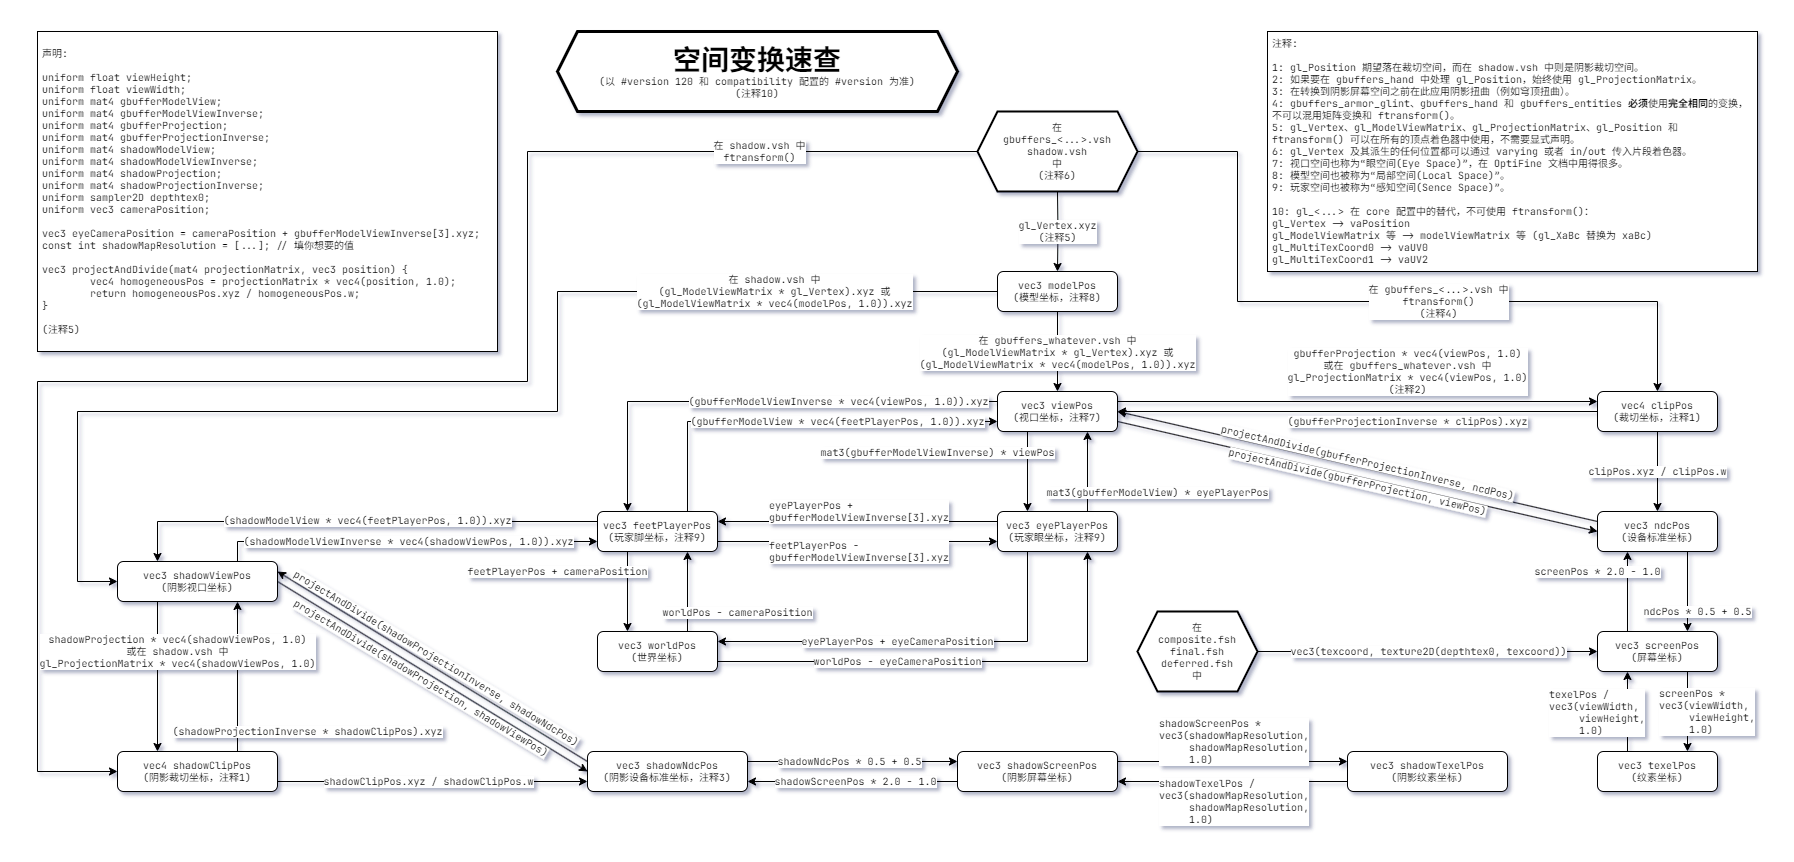 声明:
uniform float viewHeight;
uniform float viewWidth;
uniform mat4 gbufferModelView;
uniform mat4 gbufferModelViewInverse;
uniform mat4 gbufferProjection;
uniform mat4 gbufferProjectionInverse;
uniform mat4 shadowModelView;
uniform mat4 shadowModelViewInverse;
uniform mat4 shadowProjection;
uniform mat4 shadowProjectionInverse;
uniform sampler2D depthtex0;
uniform vec3 cameraPosition;
vec3 eyeCameraPosition = cameraPosition + gbufferModelViewInverse[3].xyz;
const int shadowMapResolution = [...]; // 填你想要的值
vec3 projectAndDivide(mat4 projectionMatrix, vec3 position) {
vec4 homogeneousPos = projectionMatrix * vec4(position, 1.0);
return homogeneousPos.xyz / homogeneousPos.w;
}
(注释5)
空间变换速查
(以 #version 120 和 compatibility 配置的 #version 为准)
(注释10)
注释:
1: gl_Position 期望落在裁切空间，而在 shadow.vsh 中则是阴影裁切空间。
2: 如果要在 gbuffers_hand 中处理 gl_Position，始终使用 gl_ProjectionMatrix。
3: 在转换到阴影屏幕空间之前在此应用阴影扭曲（例如穹顶扭曲）。
4: gbuffers_armor_glint、gbuffers_hand 和 gbuffers_entities 必须使用完全相同的变换，
不可以混用矩阵变换和 ftransform()。
5: gl_Vertex、gl_ModelViewMatrix、gl_ProjectionMatrix、gl_Position 和
ftransform() 可以在所有的顶点着色器中使用，不需要显式声明。
6: gl_Vertex 及其派生的任何位置都可以通过 varying 或者 in/out 传入片段着色器。
7: 视口空间也称为“眼空间(Eye Space)”，在 OptiFine 文档中用得很多。
8: 模型空间也被称为“局部空间(Local Space)”。
9: 玩家空间也被称为“感知空间(Sence Space)”。
10: gl_<...> 在 core 配置中的替代，不可使用 ftransform()：
gl_Vertex —> vaPosition
gl_ModelViewMatrix 等 —> modelViewMatrix 等 (gl_XaBc 替换为 xaBc)
gl_MultiTexCoord0 —> vaUV0
gl_MultiTexCoord1 —> vaUV2
在
gbuffers_<...>.vsh
shadow.vsh
中
(注释6)
在 shadow.vsh 中
ftransform()
gl_Vertex.xyz
(注释5)
在 gbuffers_<...>.vsh 中
ftransform()
(注释4)
vec3 modelPos
(模型坐标，注释8)
在 shadow.vsh 中
(gl_ModelViewMatrix * gl_Vertex).xyz 或
(gl_ModelViewMatrix * vec4(modelPos, 1.0)).xyz
在 gbuffers_whatever.vsh 中
(gl_ModelViewMatrix * gl_Vertex).xyz 或
(gl_ModelViewMatrix * vec4(modelPos, 1.0)).xyz
gbufferProjection * vec4(viewPos, 1.0)
或在 gbuffers_whatever.vsh 中
gl_ProjectionMatrix * vec4(viewPos, 1.0)
(注释2)
(gbufferModelViewInverse * vec4(viewPos, 1.0)).xyz
(gbufferModelView * vec4(feetPlayerPos, 1.0)).xyz
vec3 viewPos
(视口坐标，注释7)
vec4 clipPos
(裁切坐标，注释1)
(gbufferProjectionInverse * clipPos).xyz
projectAndDivide(gbufferProjectionInverse, ncdPos)
projectAndDivide(gbufferProjection, viewPos)
mat3(gbufferModelViewInverse) * viewPos
mat3(gbufferModelView) * eyePlayerPos
clipPos.xyz / clipPos.w
(shadowModelView * vec4(feetPlayerPos, 1.0)).xyz
(shadowModelViewInverse * vec4(shadowViewPos, 1.0)).xyz
vec3 feetPlayerPos
(玩家脚坐标，注释9)
eyePlayerPos +
gbufferModelViewInverse[3].xyz
feetPlayerPos -
gbufferModelViewInverse[3].xyz
vec3 eyePlayerPos
(玩家眼坐标，注释9)
vec3 ndcPos
(设备标准坐标)
vec3 shadowViewPos
(阴影视口坐标)
feetPlayerPos + cameraPosition
worldPos - cameraPosition
screenPos * 2.0 - 1.0
ndcPos * 0.5 + 0.5
projectAndDivide(shadowProjectionInverse, shadowNdcPos)
projectAndDivide(shadowProjection, shadowViewPos)
shadowProjection * vec4(shadowViewPos, 1.0)
或在 shadow.vsh 中
gl_ProjectionMatrix * vec4(shadowViewPos, 1.0)
vec3 worldPos
(世界坐标)
eyePlayerPos + eyeCameraPosition
worldPos - eyeCameraPosition
在
composite.fsh
final.fsh
deferred.fsh
中
vec3(texcoord, texture2D(depthtex0, texcoord))
vec3 screenPos
(屏幕坐标)
texelPos /
vec3(viewWidth,
viewHeight,
1.0)
screenPos *
vec3(viewWidth,
viewHeight,
1.0)
(shadowProjectionInverse * shadowClipPos).xyz
vec4 shadowClipPos
(阴影裁切坐标，注释1)
shadowClipPos.xyz / shadowClipPos.w
vec3 shadowNdcPos
(阴影设备标准坐标，注释3)
shadowNdcPos * 0.5 + 0.5
shadowScreenPos * 2.0 - 1.0
vec3 shadowScreenPos
(阴影屏幕坐标)
shadowScreenPos *
vec3(shadowMapResolution,
shadowMapResolution,
1.0)
shadowTexelPos /
vec3(shadowMapResolution,
shadowMapResolution,
1.0)
vec3 shadowTexelPos
(阴影纹素坐标)
vec3 texelPos
(纹素坐标)